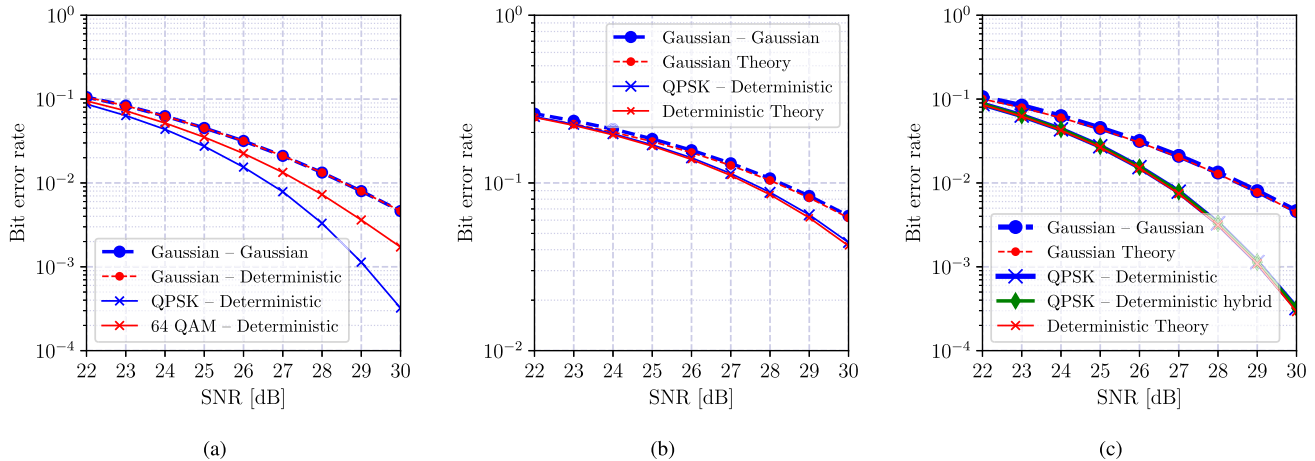 10^0
10^-1
10^-2
10^-3
10^-4
Bit error rate
22 23 24 25 26 27 28 29 30
SNR [dB]
Gaussian – Gaussian
Gaussian – Deterministic
QPSK – Deterministic
64 QAM – Deterministic
(a)
10^0
10^-1
10^-2
Bit error rate
22 23 24 25 26 27 28 29 30
SNR [dB]
Gaussian – Gaussian
Gaussian Theory
QPSK – Deterministic
Deterministic Theory
(b)
10^0
10^-1
10^-2
10^-3
10^-4
Bit error rate
22 23 24 25 26 27 28 29 30
SNR [dB]
Gaussian – Gaussian
Gaussian Theory
QPSK – Deterministic
QPSK – Deterministic hybrid
Deterministic Theory
(c)